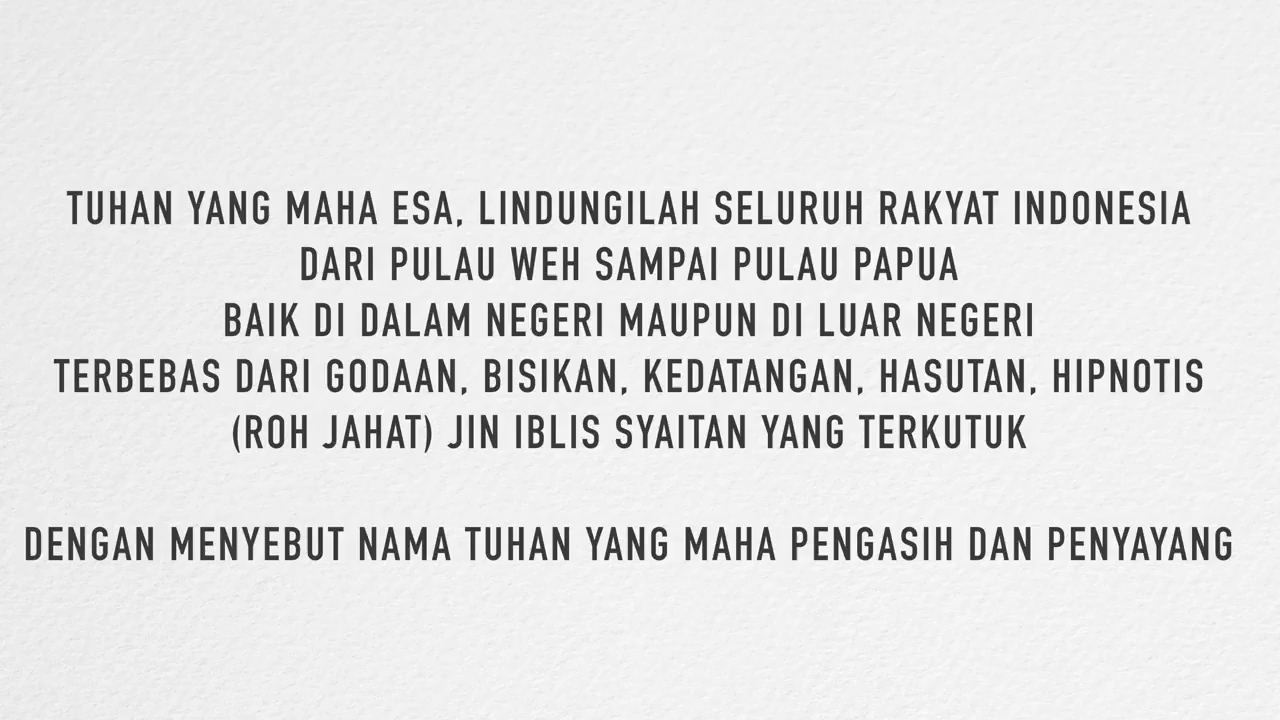 TUHAN YANG MAHA ESA, LINDUNGILAH SELURUH RAKYAT INDONESIA
DARI PULAU WEH SAMPAI PULAU PAPUA
BAIK DI DALAM NEGERI MAUPUN DI LUAR NEGERI
TERBEBAS DARI GODAAN, BISIKAN, KEDATANGAN, HASUTAN, HIPNOTIS
(ROH JAHAT) JIN IBLIS SYAITAN YANG TERKUTUK
DENGAN MENYEBUT NAMA TUHAN YANG MAHA PENGASIH DAN PENYAYANG